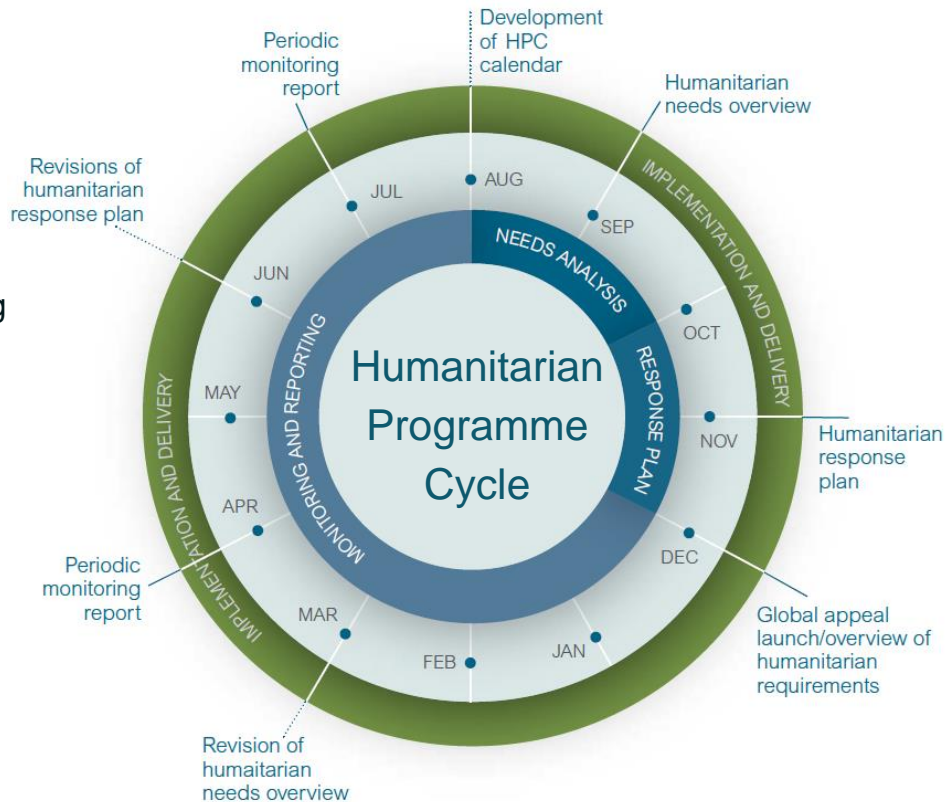 Development
of HPC
calendar
Periodic
monitoring
report
Humanitarian
needs overview
Revisions of
humanitarian
response plan
JUL
AUG
SEP
IMPLEMENTATION AND DELIVERY
NEEDS ANALYSIS
JUN
g
OCT
RESPONSE PLAN
MONITORING AND REPORTING
Humanitarian
Programme
Cycle
MAY
NOV
Humanitarian
response
plan
IMPLEMENTATION AND DELIVERY
APR
DEC
Periodic
monitoring
report
MAR
FEB
JAN
Global appeal
launch/overview of
humanitarian
requirements
Revision of
humaitarian
needs overview